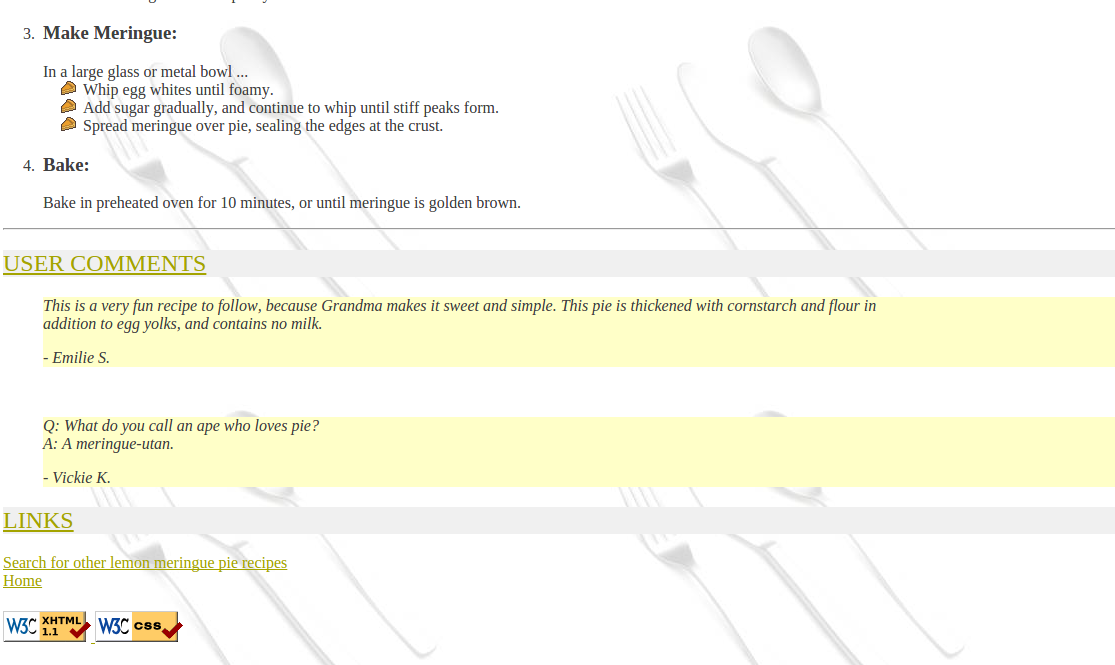 3. Make Meringue:
In a large glass or metal bowl ...
Whip egg whites until foamy.
Add sugar gradually, and continue to whip until stiff peaks form.
Spread meringue over pie, sealing the edges at the crust.
4. Bake:
Bake in preheated oven for 10 minutes, or until meringue is golden brown.
USER COMMENTS
This is a very fun recipe to follow, because Grandma makes it sweet and simple. This pie is thickened with cornstarch and flour in
addition to egg yolks, and contains no milk.
- Emilie S.
Q: What do you call an ape who loves pie?
A: A meringue-utan.
- Vickie K.
LINKS
Search for other lemon meringue pie recipes
Home
W3C XHTML 1.1 W3C css